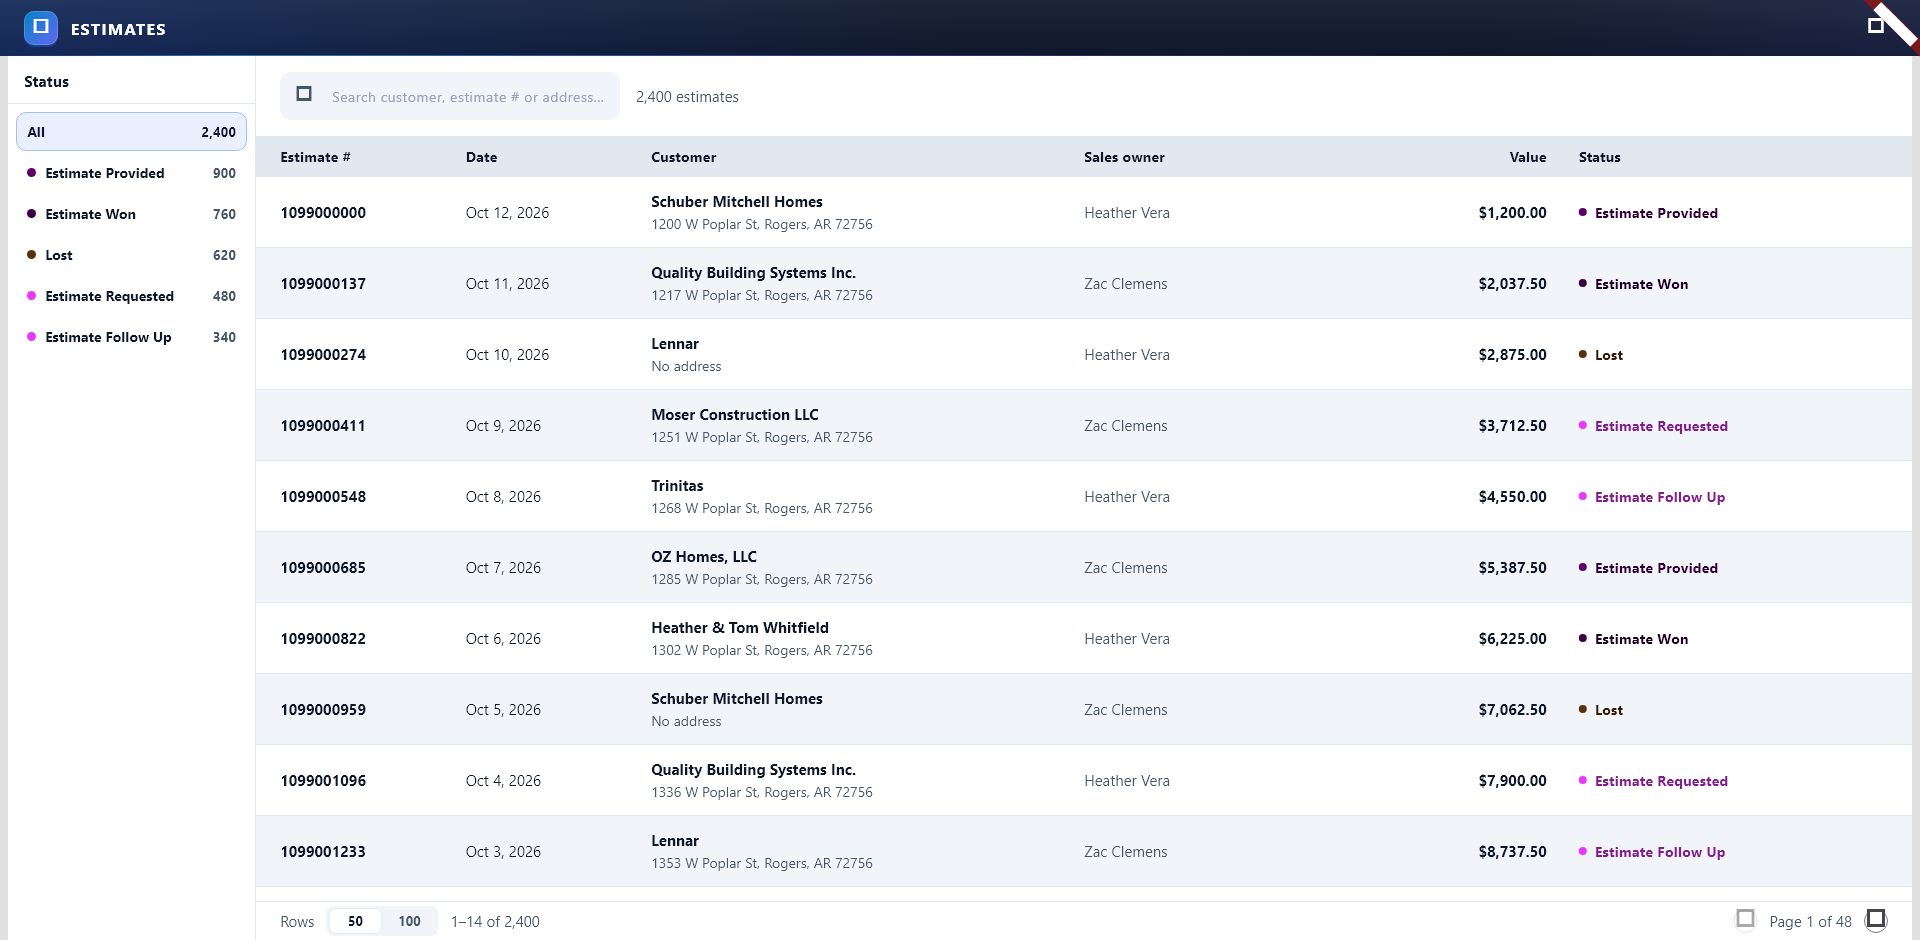 ESTIMATES
Status
All 2,400
Estimate Provided 900
Estimate Won 760
Lost 620
Estimate Requested 480
Estimate Follow Up 340
Search customer, estimate # or address...
2,400 estimates
Estimate # Date Customer Sales owner Value Status
1099000000 Oct 12, 2026 Schuber Mitchell Homes Heather Vera $1,200.00 Estimate Provided
1200 W Poplar St, Rogers, AR 72756
1099000137 Oct 11, 2026 Quality Building Systems Inc. Zac Clemens $2,037.50 Estimate Won
1217 W Poplar St, Rogers, AR 72756
1099000274 Oct 10, 2026 Lennar Heather Vera $2,875.00 Lost
No address
1099000411 Oct 9, 2026 Moser Construction LLC Zac Clemens $3,712.50 Estimate Requested
1251 W Poplar St, Rogers, AR 72756
1099000548 Oct 8, 2026 Trinitas Heather Vera $4,550.00 Estimate Follow Up
1268 W Poplar St, Rogers, AR 72756
1099000685 Oct 7, 2026 OZ Homes, LLC Zac Clemens $5,387.50 Estimate Provided
1285 W Poplar St, Rogers, AR 72756
1099000822 Oct 6, 2026 Heather & Tom Whitfield Heather Vera $6,225.00 Estimate Won
1302 W Poplar St, Rogers, AR 72756
1099000959 Oct 5, 2026 Schuber Mitchell Homes Zac Clemens $7,062.50 Lost
No address
1099001096 Oct 4, 2026 Quality Building Systems Inc. Heather Vera $7,900.00 Estimate Requested
1336 W Poplar St, Rogers, AR 72756
1099001233 Oct 3, 2026 Lennar Zac Clemens $8,737.50 Estimate Follow Up
1353 W Poplar St, Rogers, AR 72756
Rows 50 100 1–14 of 2,400 Page 1 of 48